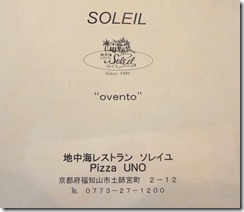 SOLEIL
Soleil
Since 1997
"ovento"
地中海レストラン ソレイユ
Pizza UNO
京都府福知山市土師宮町 2-12
℡ 0773-27-1200